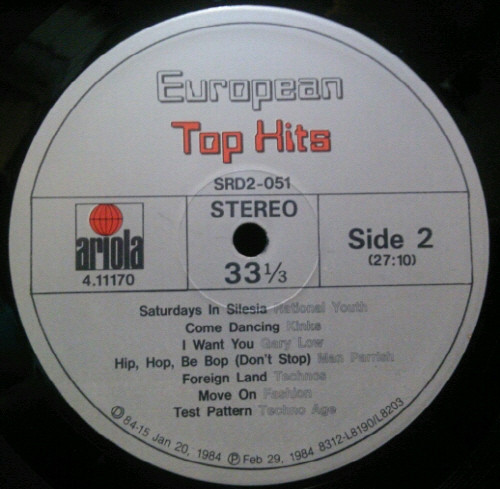 European
Top Hits
SRD2-051
ariola
4.11170
STEREO
33 1/3
Side 2
(27:10)
Saturdays In Silesia National Youth
Come Dancing Kinks
I Want You Gary Low
Hip, Hop, Be Bop (Don't Stop) Man Parrish
Foreign Land Technos
Move On Fashion
Test Pattern Techno Age
Ⓓ 84-15 Jan 20, 1984 Ⓟ Feb 29, 1984 8312-L8190/L8203